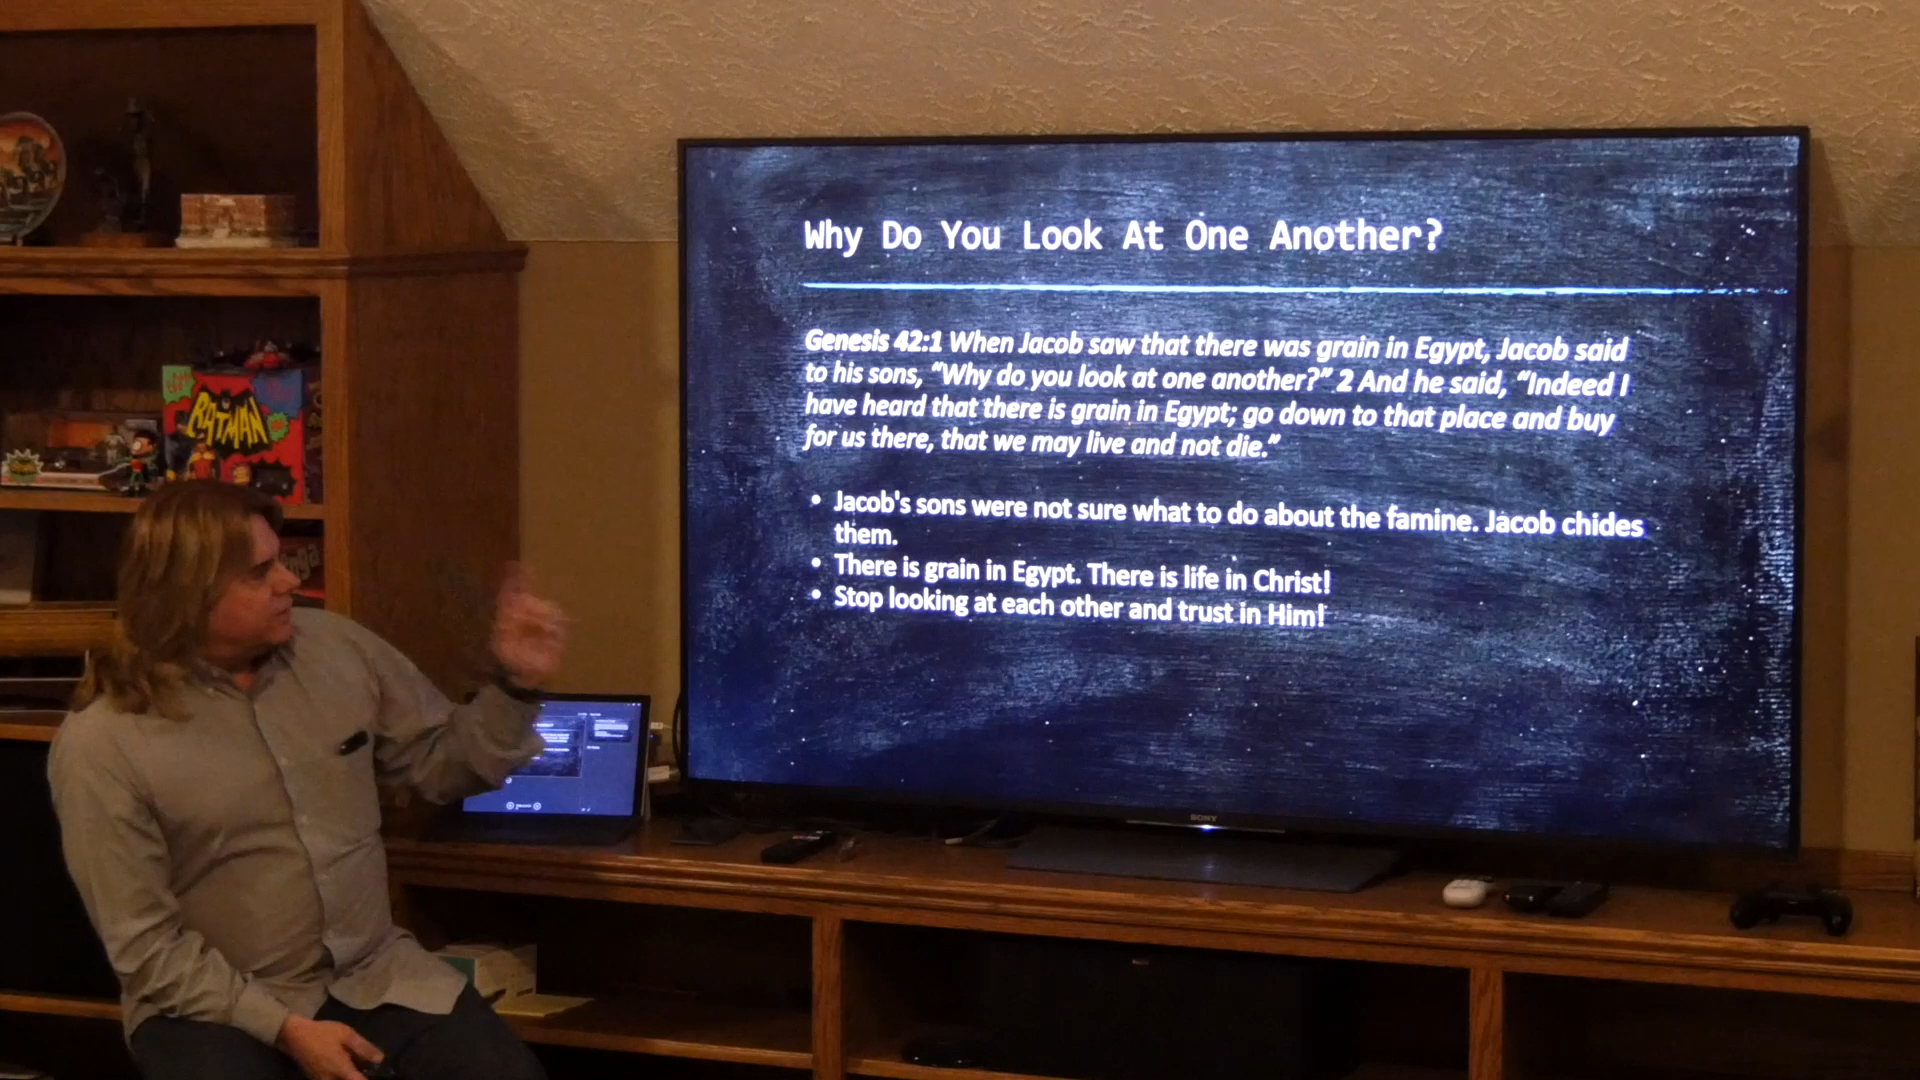 Why Do You Look At One Another?
Genesis 42:1 When Jacob saw that there was grain in Egypt, Jacob said
to his sons, “Why do you look at one another?” 2 And he said, “Indeed I
have heard that there is grain in Egypt; go down to that place and buy
for us there, that we may live and not die.”
• Jacob's sons were not sure what to do about the famine. Jacob chides
them.
• There is grain in Egypt. There is life in Christ!
• Stop looking at each other and trust in Him!
BATMAN
SONY